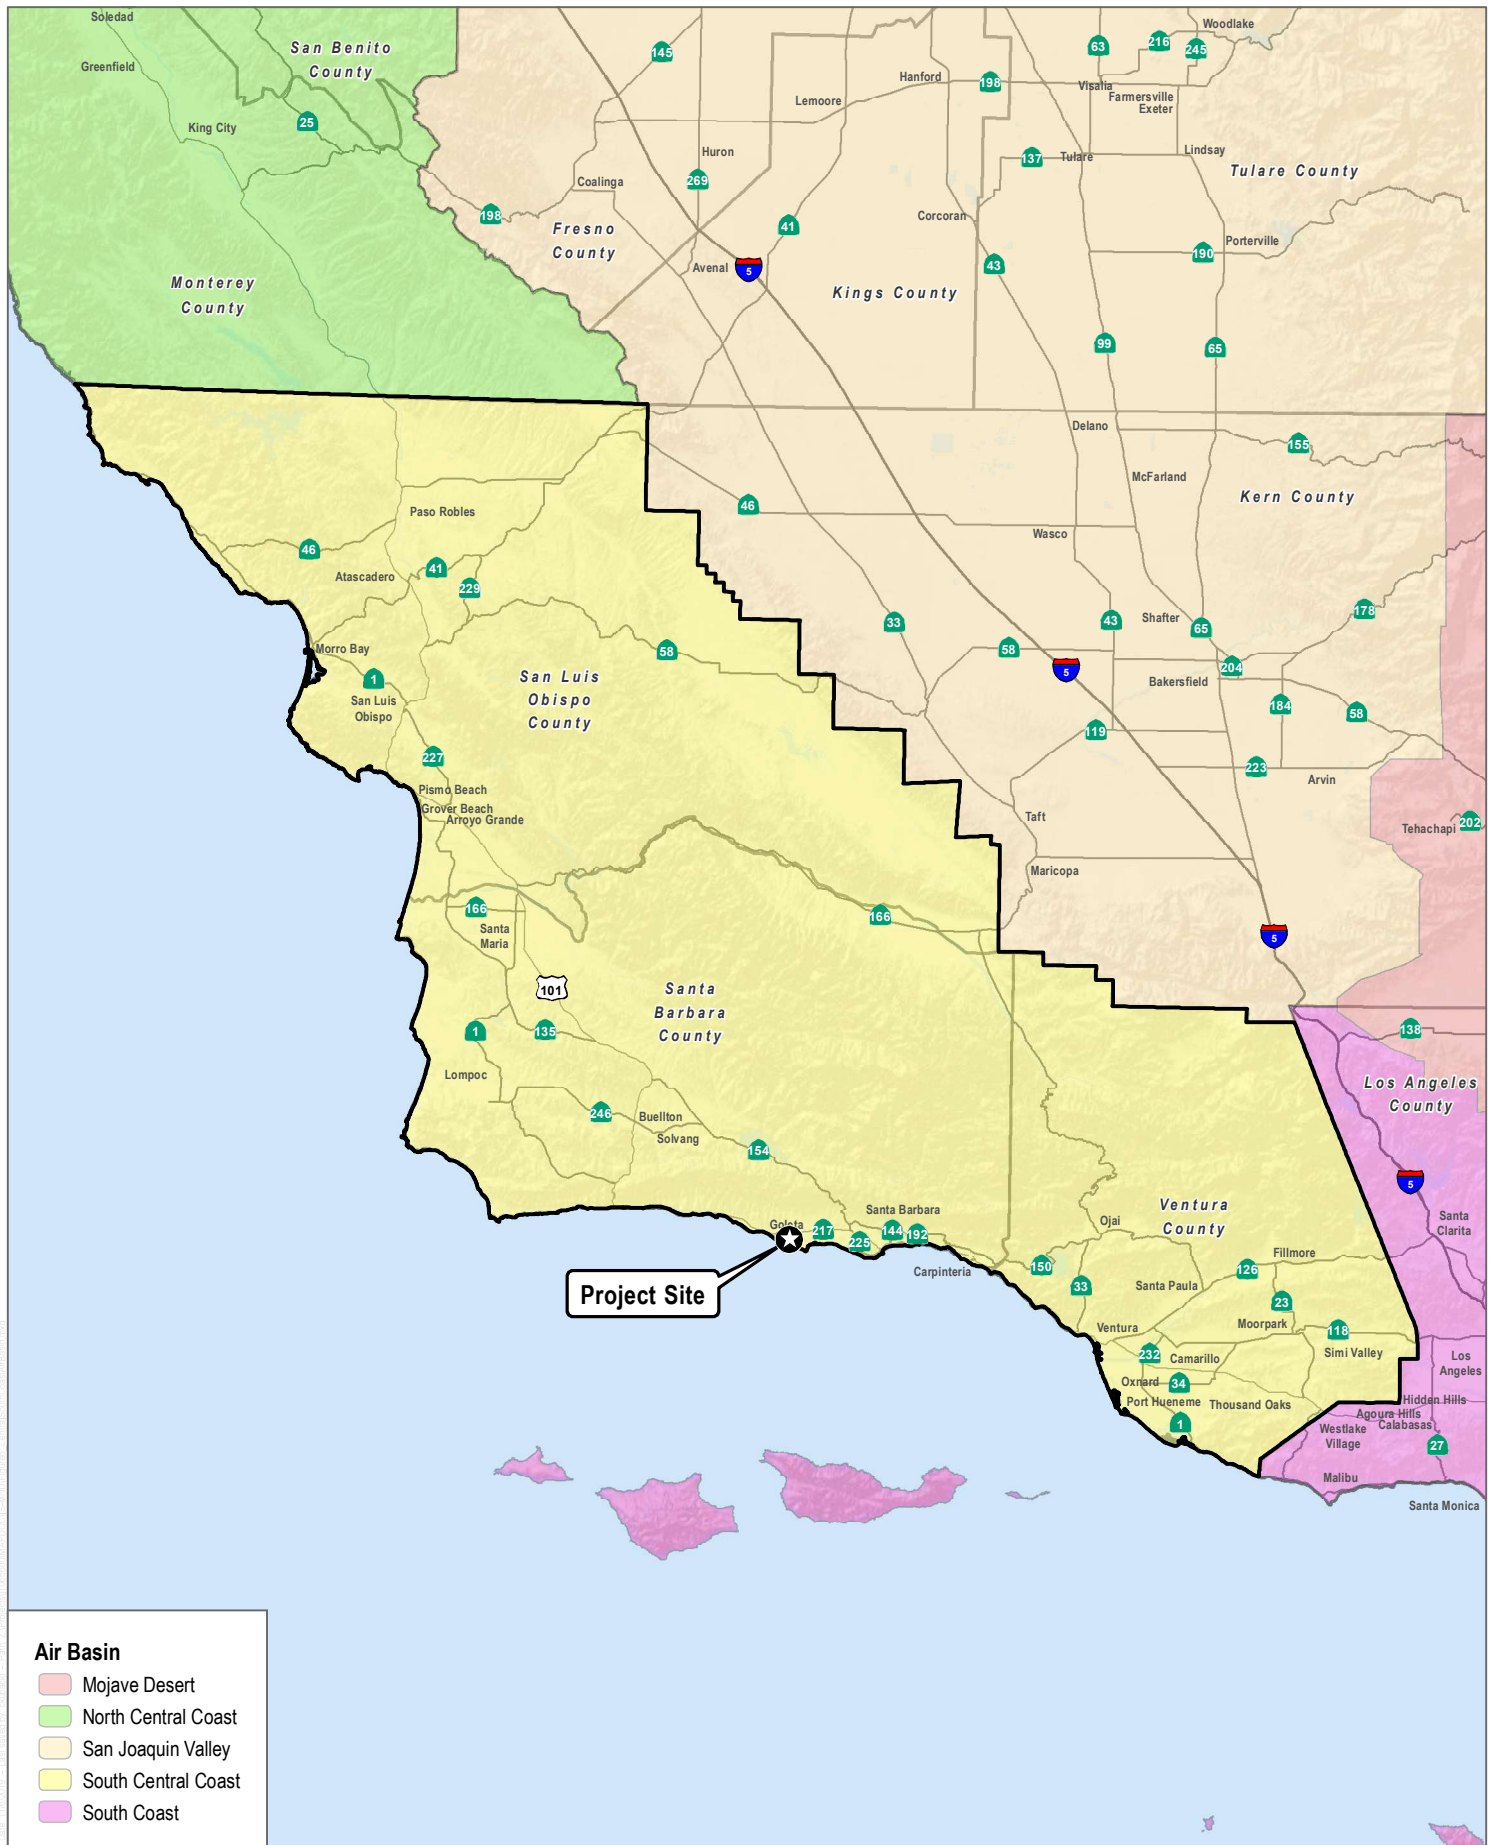 Soledad
Woodlake
San Benito
County
63
216
245
145
Greenfield
Hanford
198
Visalia
Farmersville
Exeter
Lemoore
25
King City
Huron
137
Tulare
Lindsay
Tulare County
269
Coalinga
198
Fresno
County
41
Corcoran
Porterville
190
Avenal
5
43
Monterey
County
Kings County
99
65
Delano
155
McFarland
Kern County
46
Wasco
Paso Robles
46
41
Atascadero
229
33
43
Shafter
65
178
Morro Bay
58
58
5
204
1
San Luis
Obispo
San Luis
Obispo
County
Bakersfield
184
58
119
227
223
Arvin
Pismo Beach
Grover Beach
Arroyo Grande
Taft
Tehachapi
202
Maricopa
166
Santa
Maria
166
5
101
Santa
Barbara
County
1
135
138
Lompoc
Los Angeles
County
246
Buellton
Solvang
154
5
Ventura
County
Santa Barbara
Goleta
217
225
144
192
Ojai
Santa
Clarita
Carpinteria
150
Fillmore
126
33
Santa Paula
23
Project Site
Ventura
Moorpark
118
Simi Valley
232
Camarillo
Los
Angeles
Oxnard
34
Port Hueneme
Thousand Oaks
Hidden Hills
Agoura Hills
Calabasas
1
Westlake
Village
27
Malibu
Santa Monica
Air Basin
Mojave Desert
North Central Coast
San Joaquin Valley
South Central Coast
South Coast